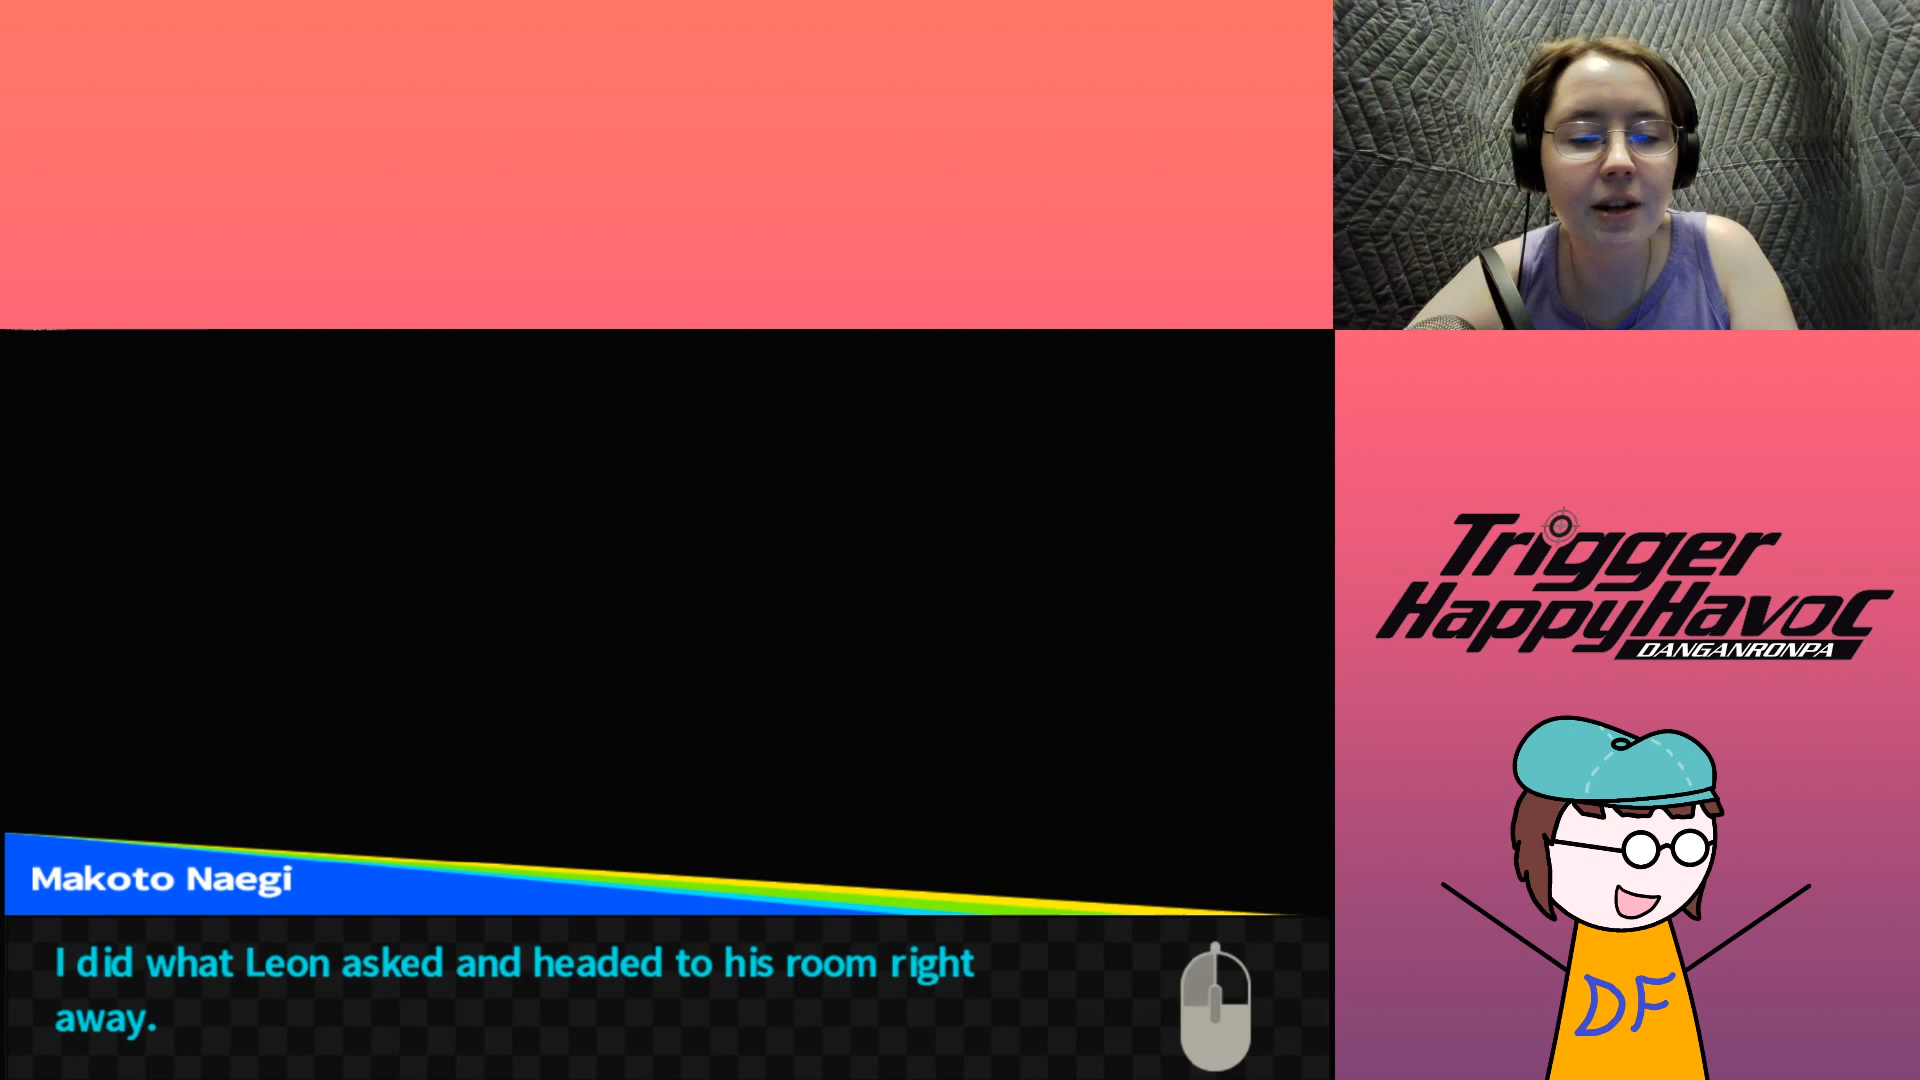 Trigger
Happy Havoc
DANGANRONPA
Makoto Naegi
I did what Leon asked and headed to his room right
away.
DF